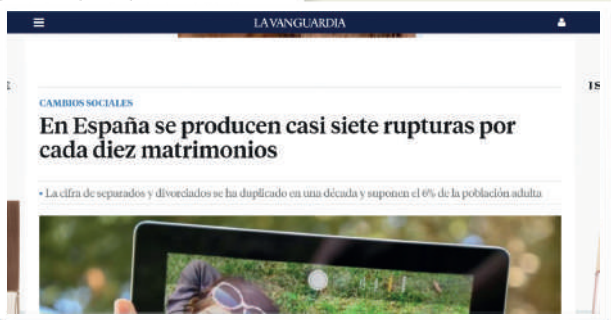 LA VANGUARDIA
IS
CAMBIOS SOCIALES
En España se producen casi siete rupturas por
cada diez matrimonios
• La cifra de separados y divorciados se ha duplicado en una década y suponen el 6% de la población adulta